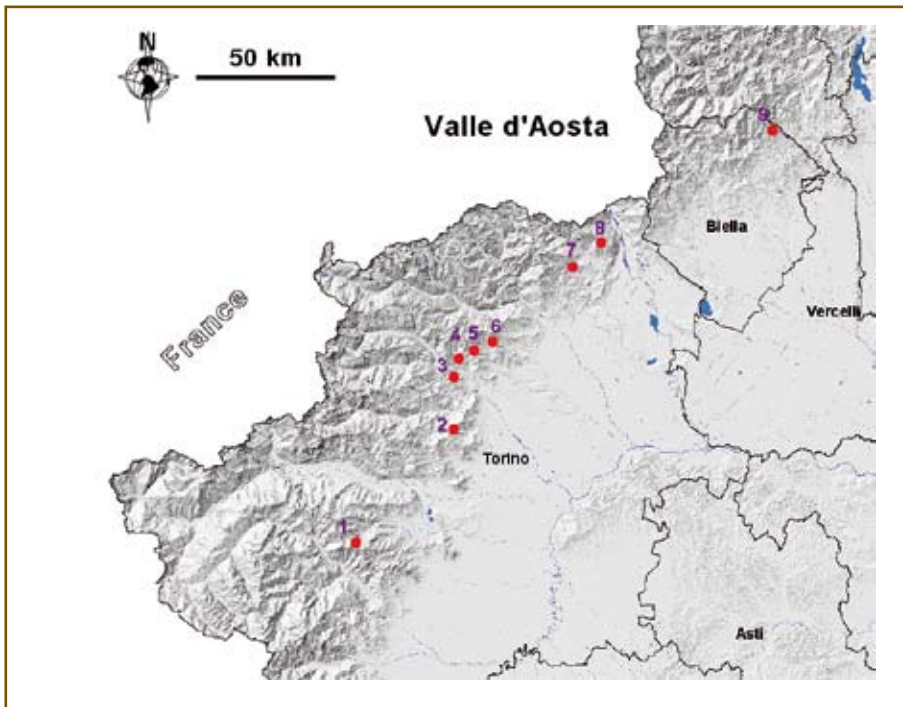 N
50 km
Valle d'Aosta
9
Biella
8
7
France
Vercelli
6
5
4
3
2
Torino
1
Asti